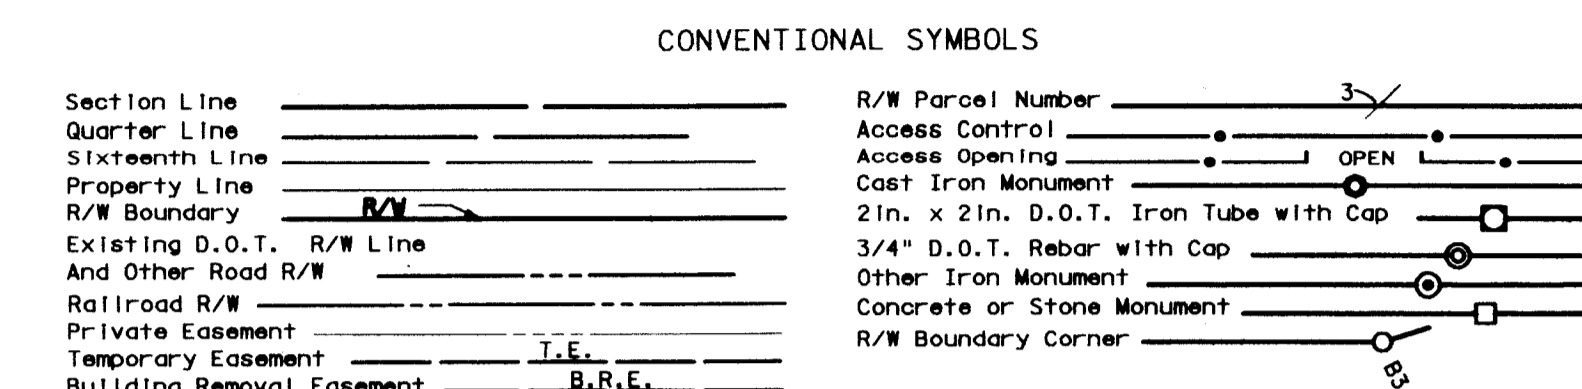 CONVENTIONAL SYMBOLS
Section Line
Quarter Line
Sixteenth Line
Property Line
R/W Boundary R/W
Existing D.O.T. R/W Line
And Other Road R/W
Railroad R/W
Private Easement
Temporary Easement T.E.
Building Removal Easement B.R.E.
R/W Parcel Number 3
Access Control
Access Opening OPEN
Cast Iron Monument
2in. x 2in. D.O.T. Iron Tube with Cap
3/4" D.O.T. Rebar with Cap
Other Iron Monument
Concrete or Stone Monument
R/W Boundary Corner
B3